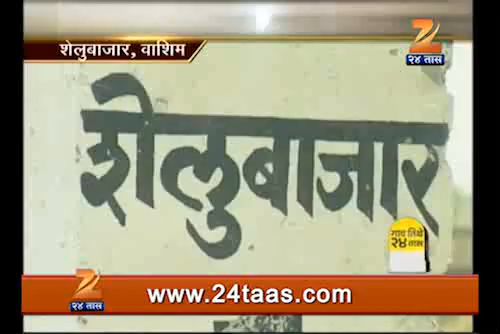 शेलुबाजार, वाशिम
२४ तास
शेलुबाजार
गाव तिथे
२४ तास
२४ तास
www.24taas.com